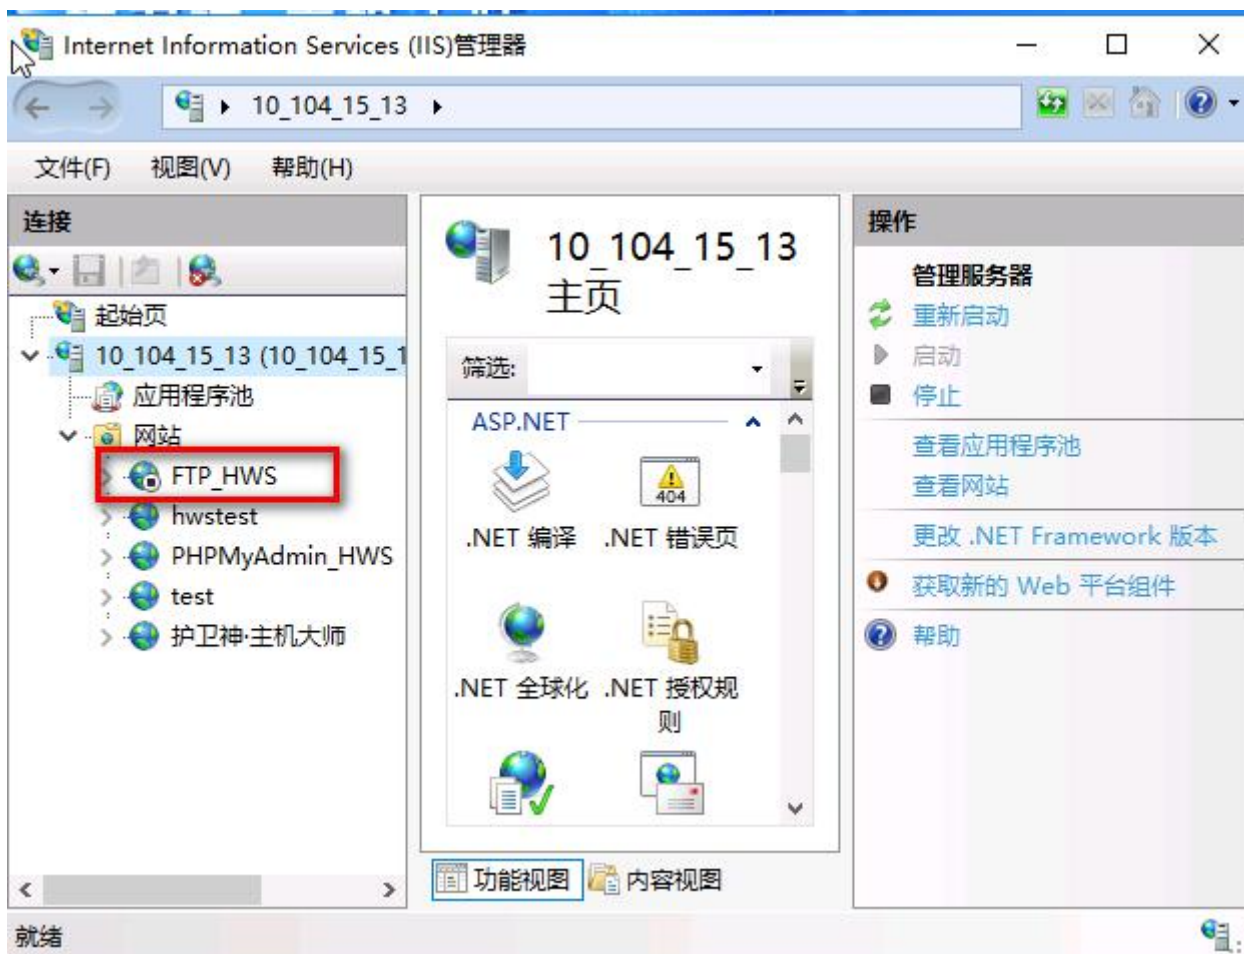 Internet Information Services (IIS)管理器
10_104_15_13
文件(F) 视图(V) 帮助(H)
连接
起始页
10_104_15_13 (10_104_15_1
应用程序池
网站
FTP_HWS
hwstest
PHPMyAdmin_HWS
test
护卫神·主机大师
10_104_15_13
主页
筛选:
ASP.NET
404
.NET 编译
.NET 错误页
.NET 全球化
.NET 授权规
则
功能视图
内容视图
操作
管理服务器
重新启动
启动
停止
查看应用程序池
查看网站
更改 .NET Framework 版本
获取新的 Web 平台组件
帮助
就绪